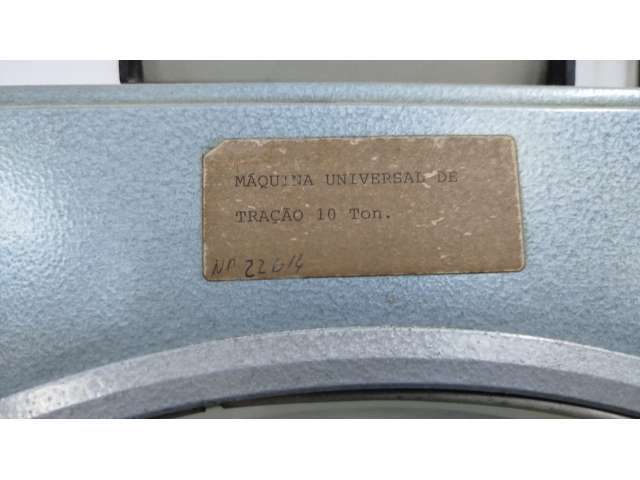 MÁQUINA UNIVERSAL DE
TRAÇÃO 10 Ton.